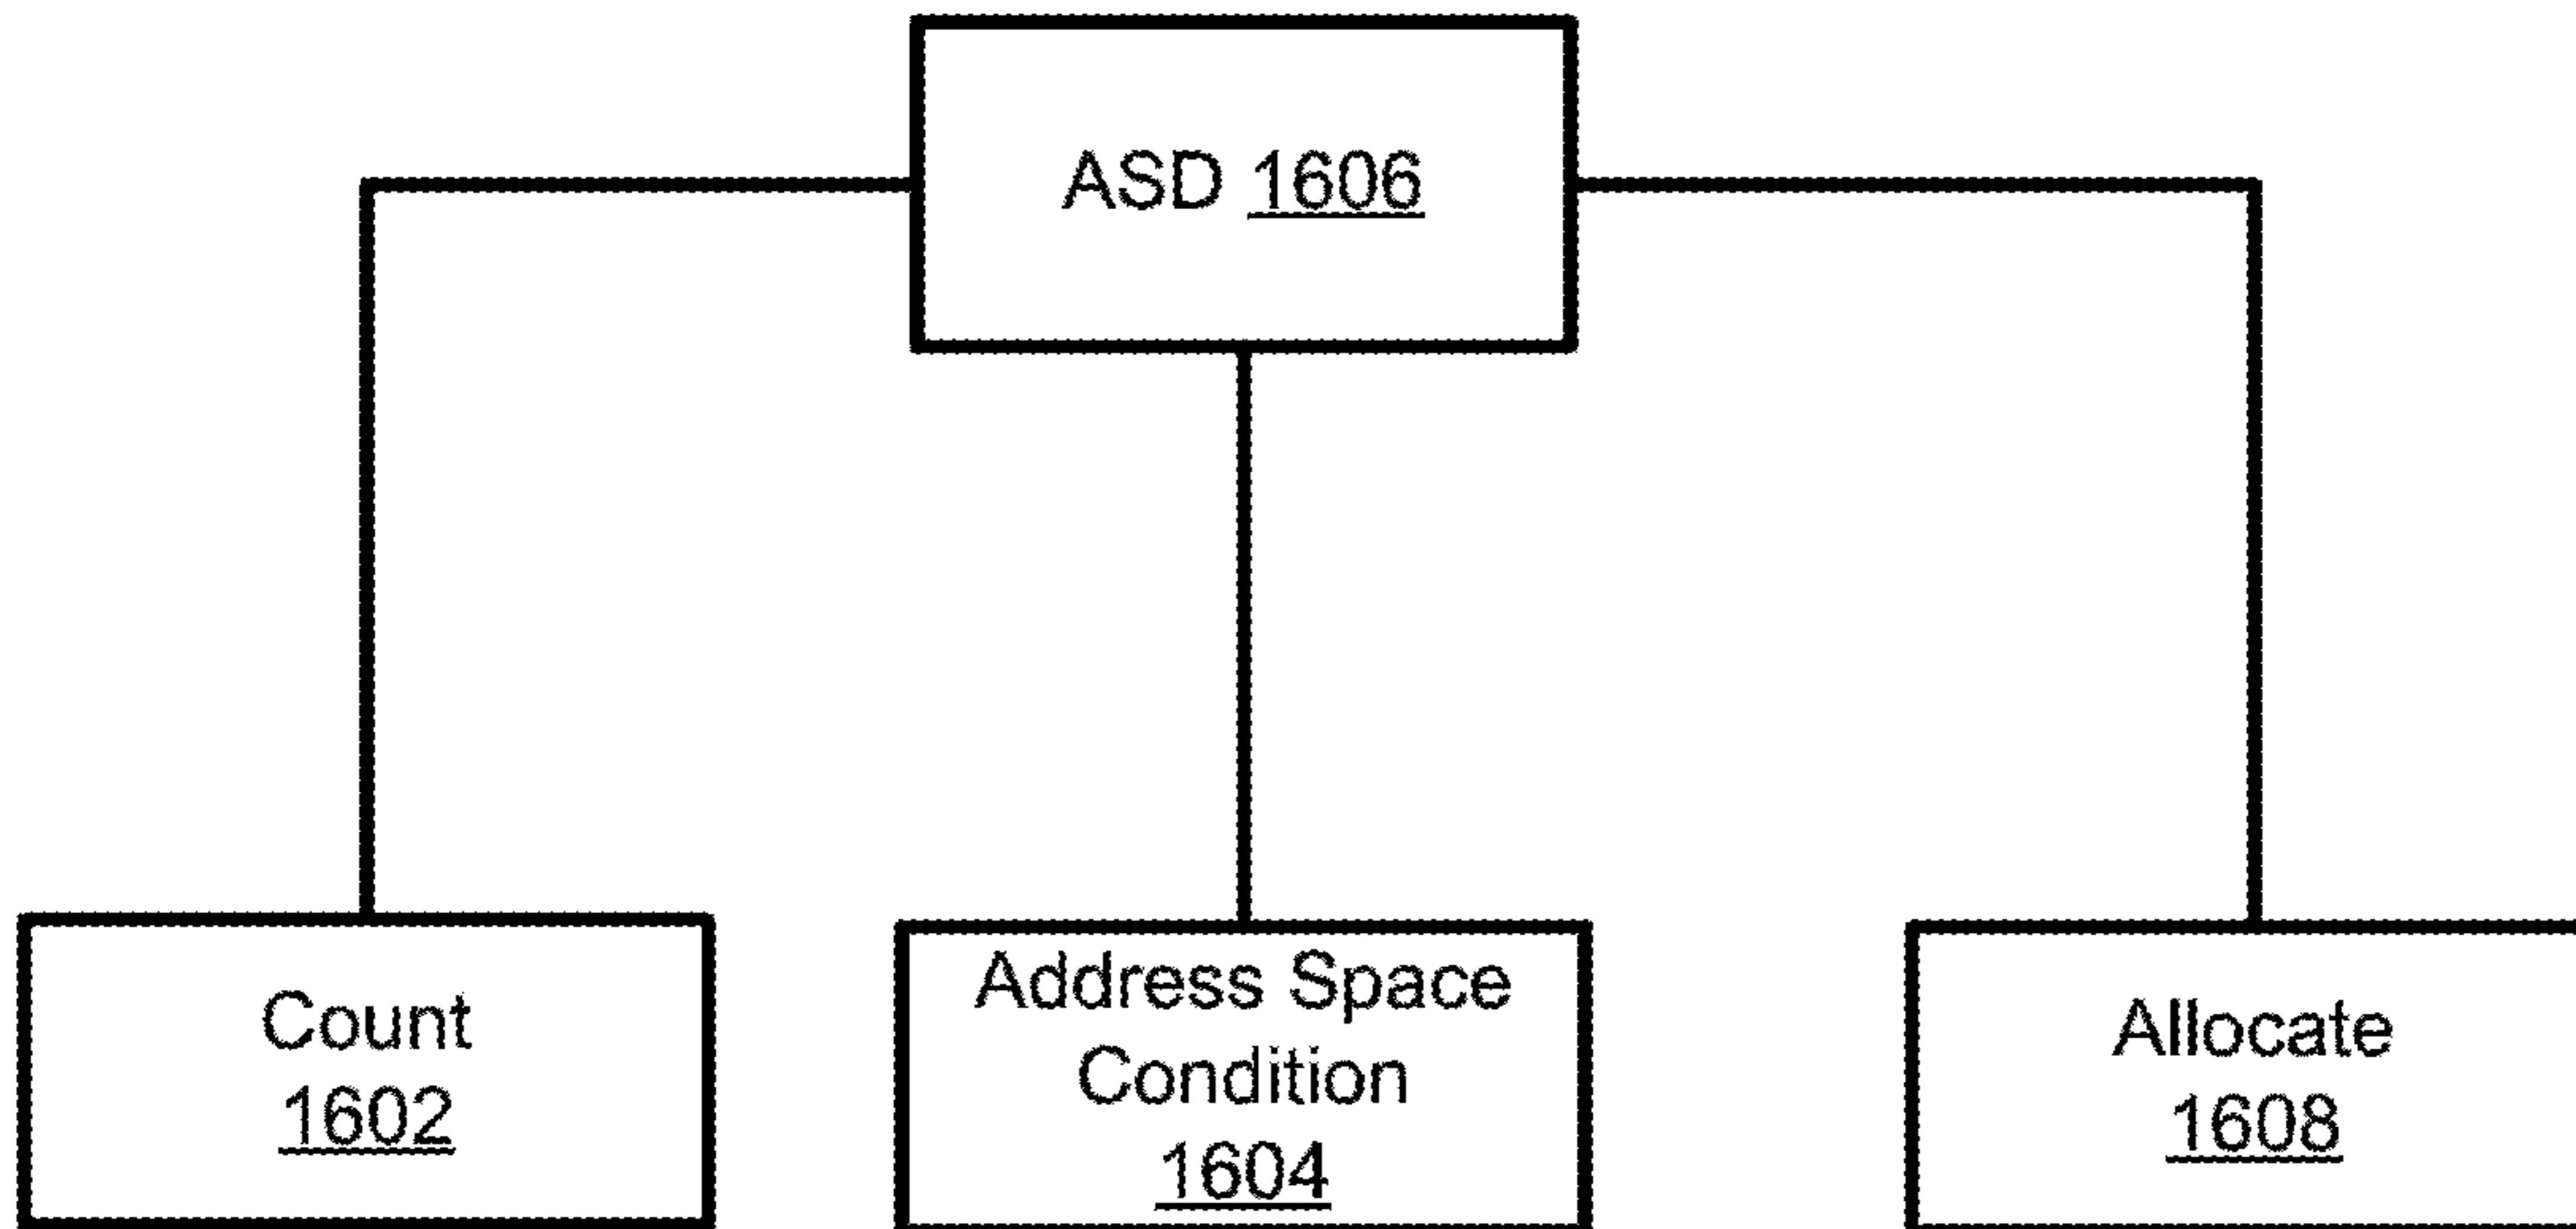 ASD 1606
Count
1602
Address Space
Condition
1604
Allocate
1608